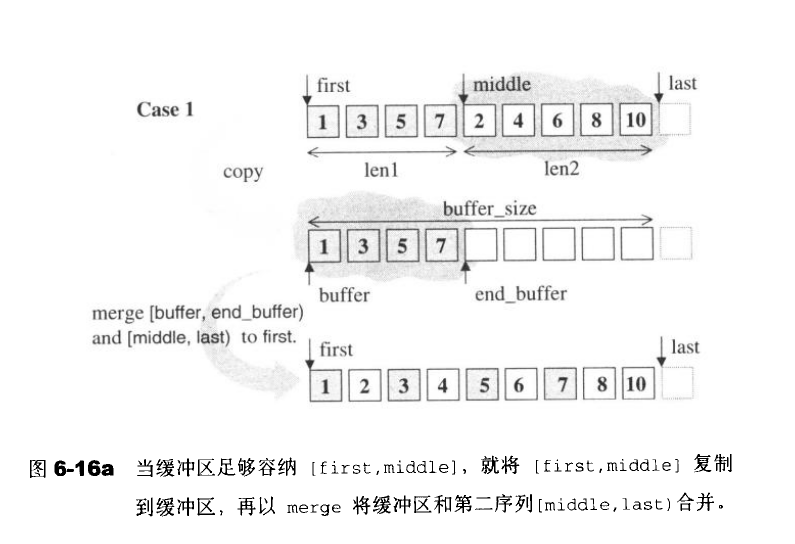 first middle last
Case 1
1 3 5 7 2 4 6 8 10
copy len1 len2
buffer_size
1 3 5 7
buffer end_buffer
merge [buffer, end_buffer)
and [middle, last) to first.
first last
1 2 3 4 5 6 7 8 10
图 6-16a 当缓冲区足够容纳 [first,middle],就将 [first,middle] 复制
到缓冲区,再以 merge 将缓冲区和第二序列[middle,last)合并。